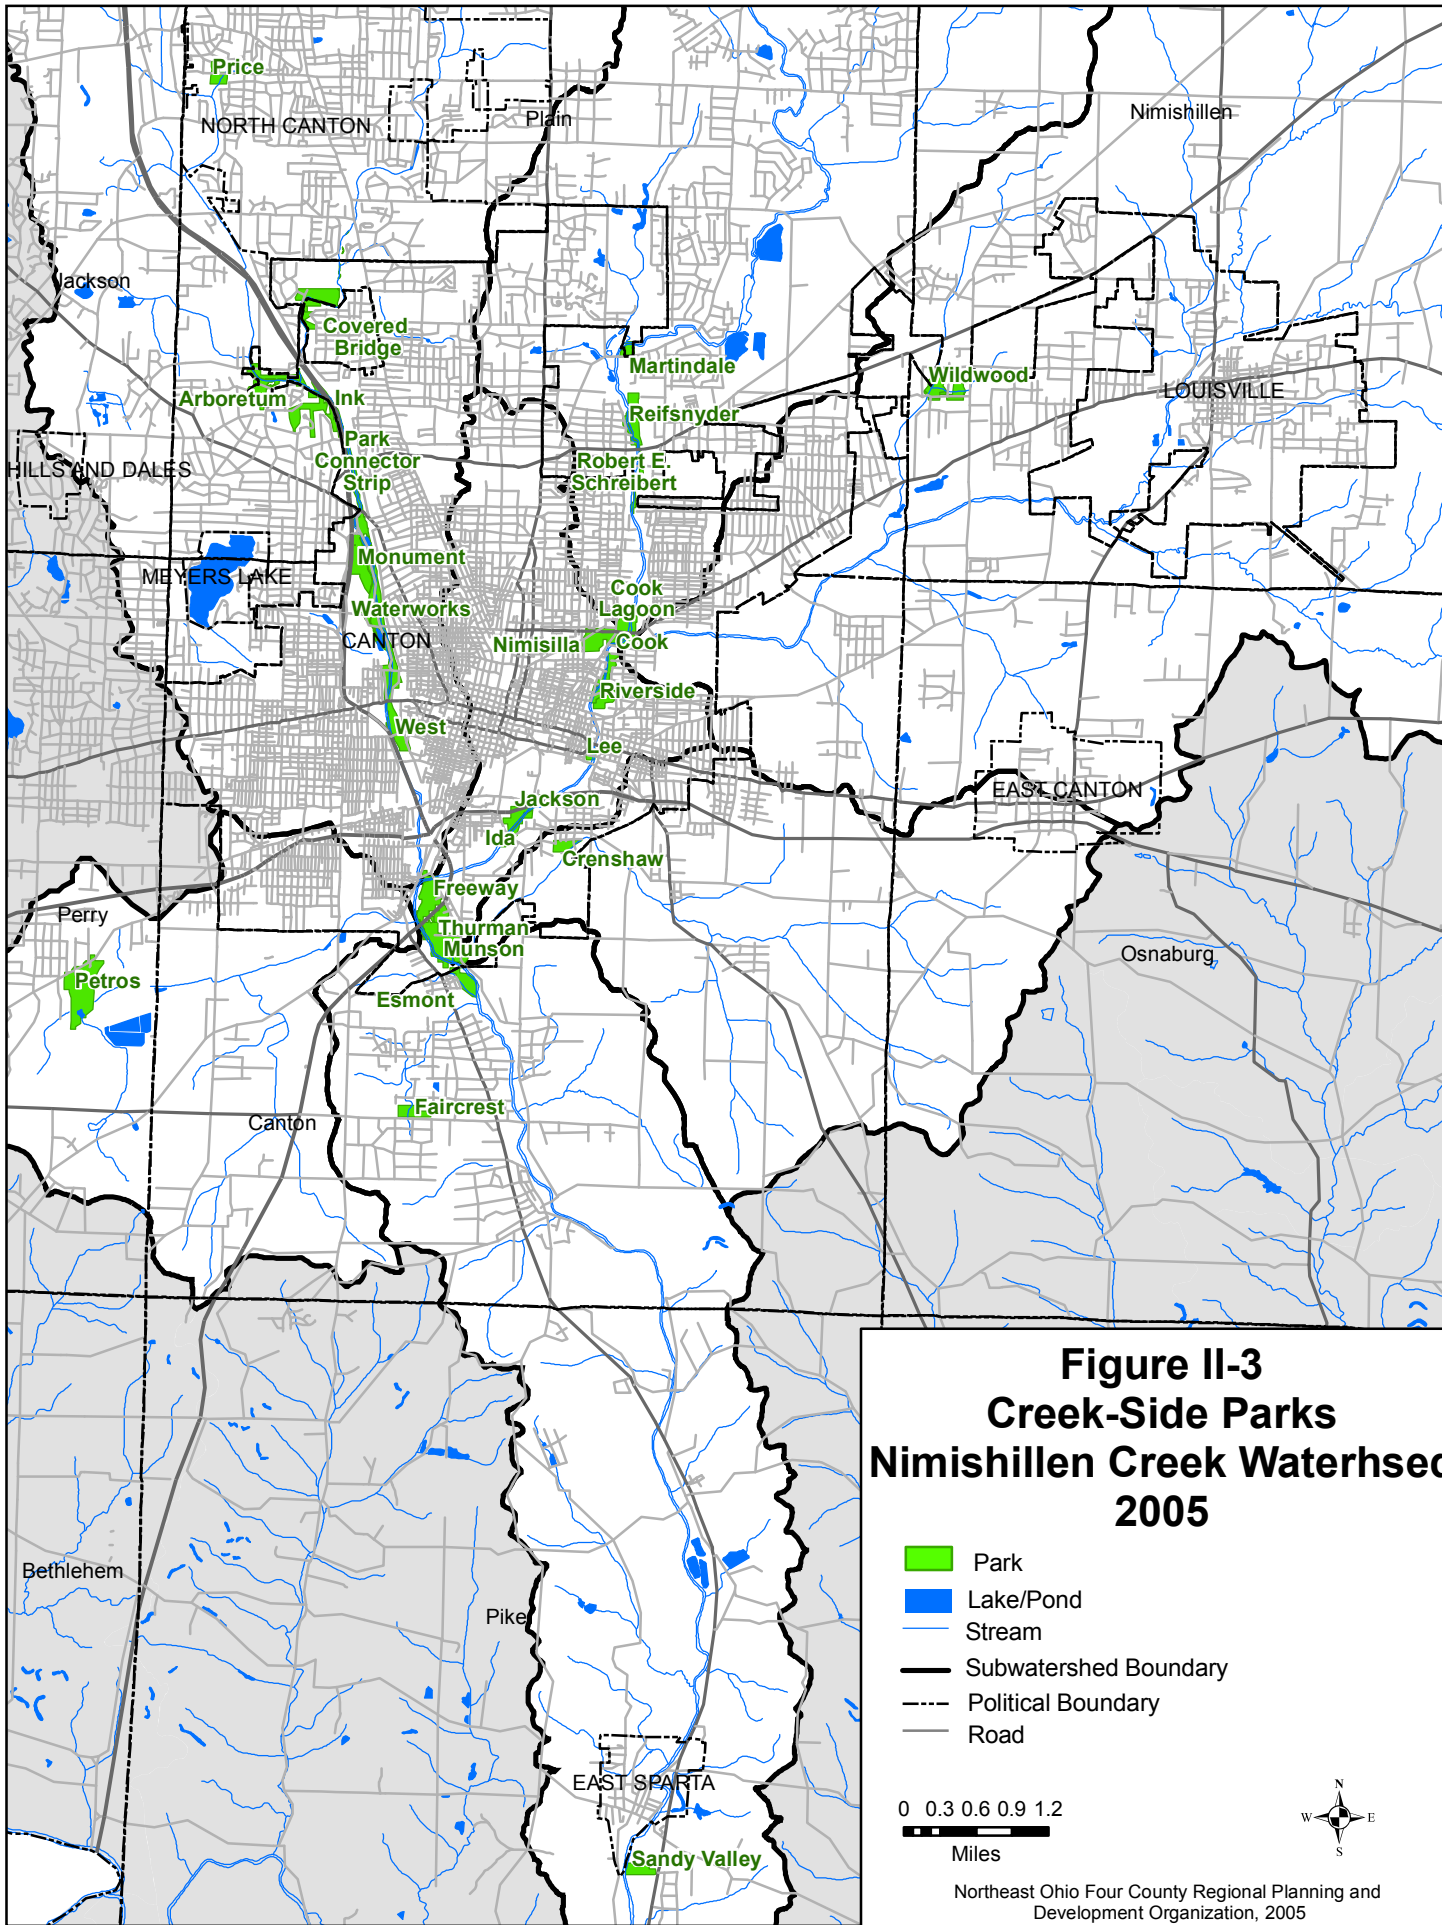 Price
NORTH CANTON
Plain
Nimishillen
Jackson
Covered
Bridge
Martindale
Arboretum
Ink
Wildwood
LOUISVILLE
Reifsnyder
Park
Connector
Strip
HILLS AND DALES
Robert E.
Schreibert
Monument
MEYERS LAKE
Waterworks
CANTON
Cook
Lagoon
Nimisilla
Cook
Riverside
West
Lee
EAST CANTON
Jackson
Ida
Crenshaw
Freeway
Perry
Thurman
Munson
Osnaburg
Petros
Esmont
Faircrest
Canton
Bethlehem
Pike
EAST SPARTA
Sandy Valley
Figure II-3
Creek-Side Parks
Nimishillen Creek Waterhsed
2005
Park
Lake/Pond
Stream
Subwatershed Boundary
Political Boundary
Road
0 0.3 0.6 0.9 1.2
Miles
N
W E
S
Northeast Ohio Four County Regional Planning and
Development Organization, 2005